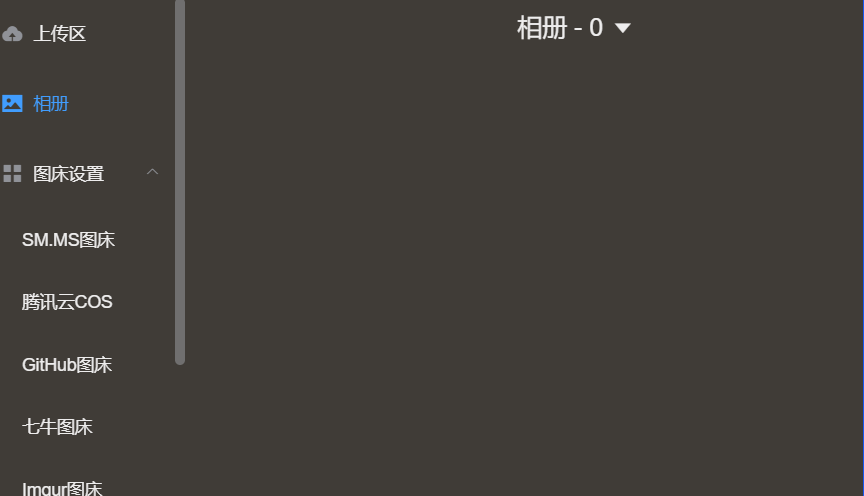 上传区
相册
图床设置
SM.MS图床
腾讯云COS
GitHub图床
七牛图床
Imgur图床
相册 - 0